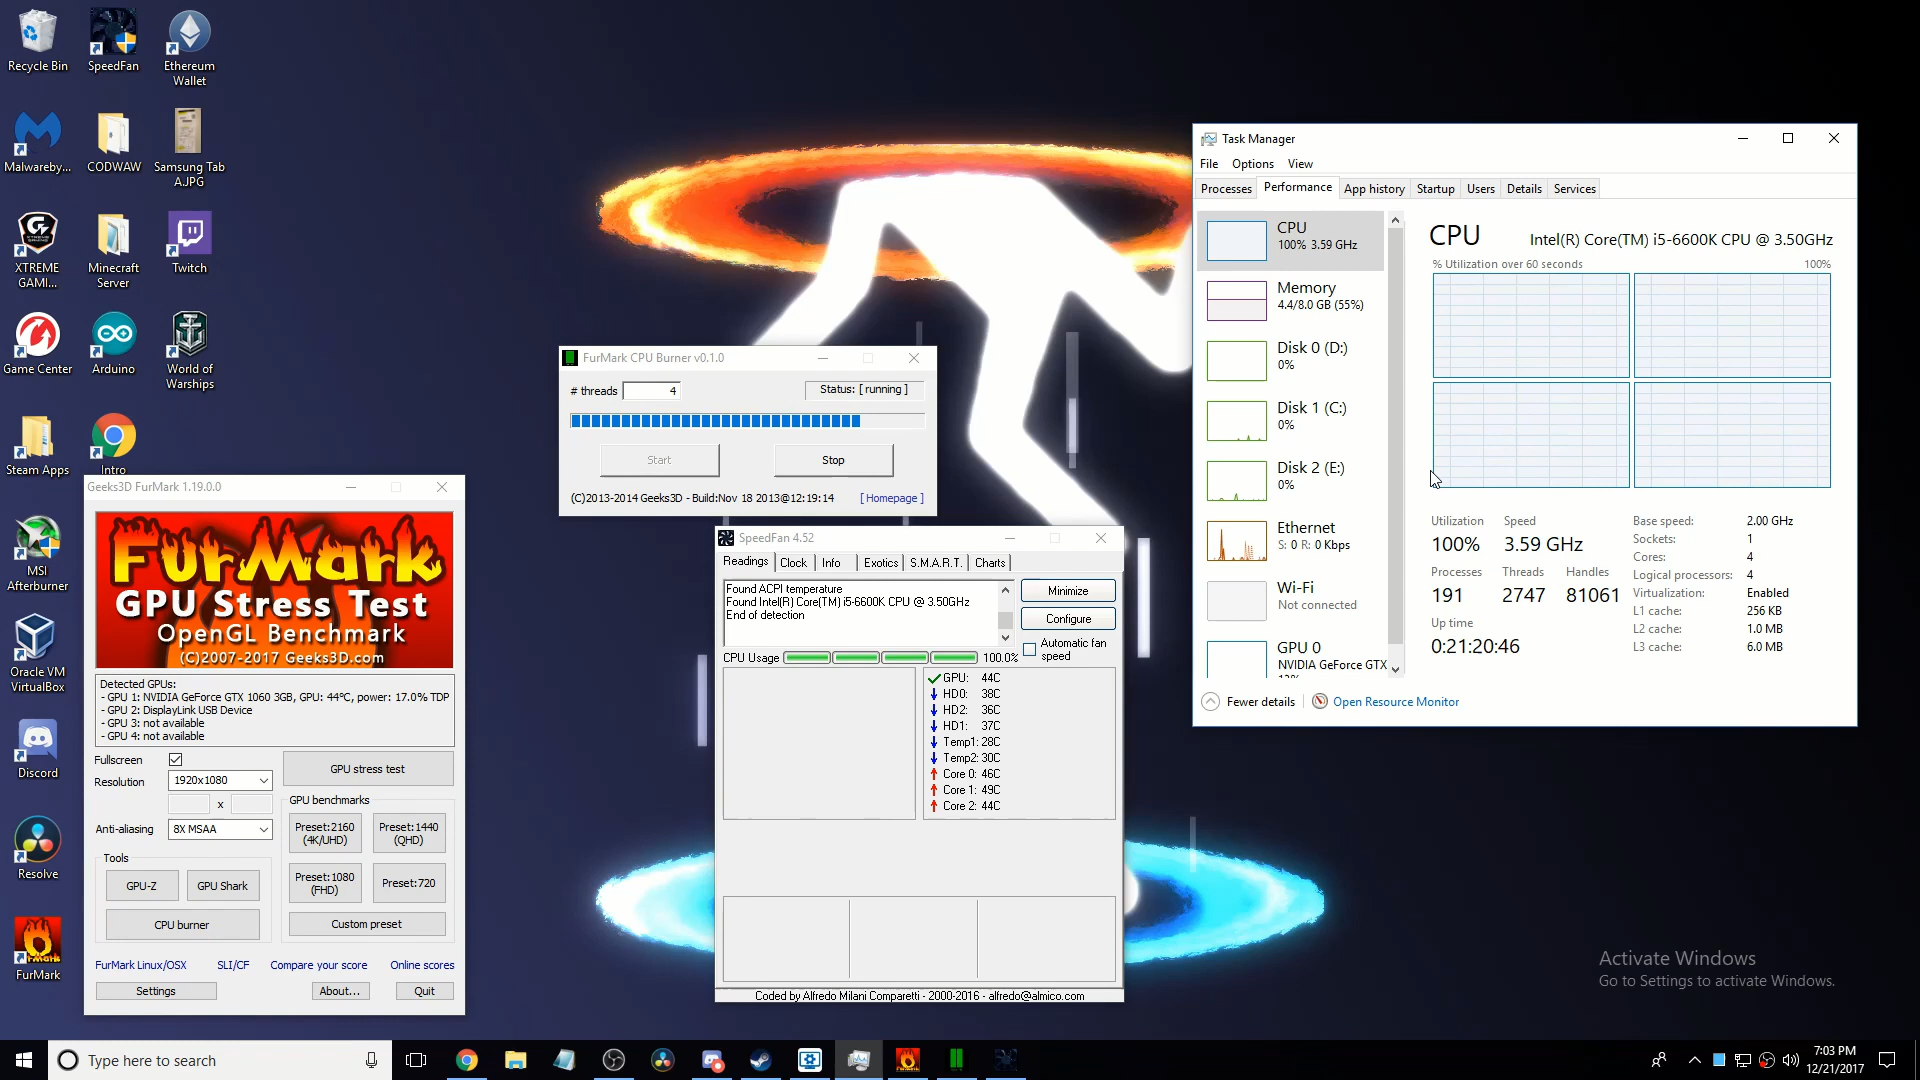 Recycle Bin
SpeedFan
Ethereum
Wallet
Malwareby...
CODWAW
Samsung Tab
A.JPG
XTREME
GAMI...
Minecraft
Server
Twitch
Game Center
Arduino
World of
Warships
Steam Apps
Intro
MSI
Afterburner
Oracle VM
VirtualBox
Discord
Resolve
FurMark
Geeks3D FurMark 1.19.0.0
FurMark
GPU Stress Test
OpenGL Benchmark
(C)2007-2017 Geeks3D.com
Detected GPUs:
- GPU 1: NVIDIA GeForce GTX 1060 3GB, GPU: 44°C, power: 17.0% TDP
- GPU 2: DisplayLink USB Device
- GPU 3: not available
- GPU 4: not available
Fullscreen
Resolution
1920x1080
x
Anti-aliasing
8X MSAA
GPU stress test
GPU benchmarks
Preset:2160
(4K/UHD)
Preset:1440
(QHD)
Preset:1080
(FHD)
Preset:720
Custom preset
Tools
GPU-Z
GPU Shark
CPU burner
FurMark Linux/OSX
SLI/CF
Compare your score
Online scores
Settings
About...
Quit
FurMark CPU Burner v0.1.0
# threads
4
Status: [ running ]
Start
Stop
(C)2013-2014 Geeks3D - Build:Nov 18 2013@12:19:14
[ Homepage ]
SpeedFan 4.52
Readings
Clock
Info
Exotics
S.M.A.R.T.
Charts
Found ACPI temperature
Found Intel(R) Core(TM) i5-6600K CPU @ 3.50GHz
End of detection
Minimize
Configure
Automatic fan
speed
CPU Usage
100.0%
GPU: 44C
HD0: 38C
HD2: 36C
HD1: 37C
Temp1: 28C
Temp2: 30C
Core 0: 46C
Core 1: 49C
Core 2: 44C
Coded by Alfredo Milani Comparetti - 2000-2016 - alfredo@almico.com
Task Manager
File
Options
View
Processes
Performance
App history
Startup
Users
Details
Services
CPU
100% 3.59 GHz
Memory
4.4/8.0 GB (55%)
Disk 0 (D:)
0%
Disk 1 (C:)
0%
Disk 2 (E:)
0%
Ethernet
S: 0 R: 0 Kbps
Wi-Fi
Not connected
GPU 0
NVIDIA GeForce GTX
CPU
Intel(R) Core(TM) i5-6600K CPU @ 3.50GHz
% Utilization over 60 seconds
100%
Utilization
100%
Speed
3.59 GHz
Processes
191
Threads
2747
Handles
81061
Up time
0:21:20:46
Base speed: 2.00 GHz
Sockets: 1
Cores: 4
Logical processors: 4
Virtualization: Enabled
L1 cache: 256 KB
L2 cache: 1.0 MB
L3 cache: 6.0 MB
Fewer details
Open Resource Monitor
Activate Windows
Go to Settings to activate Windows.
Type here to search
7:03 PM
12/21/2017